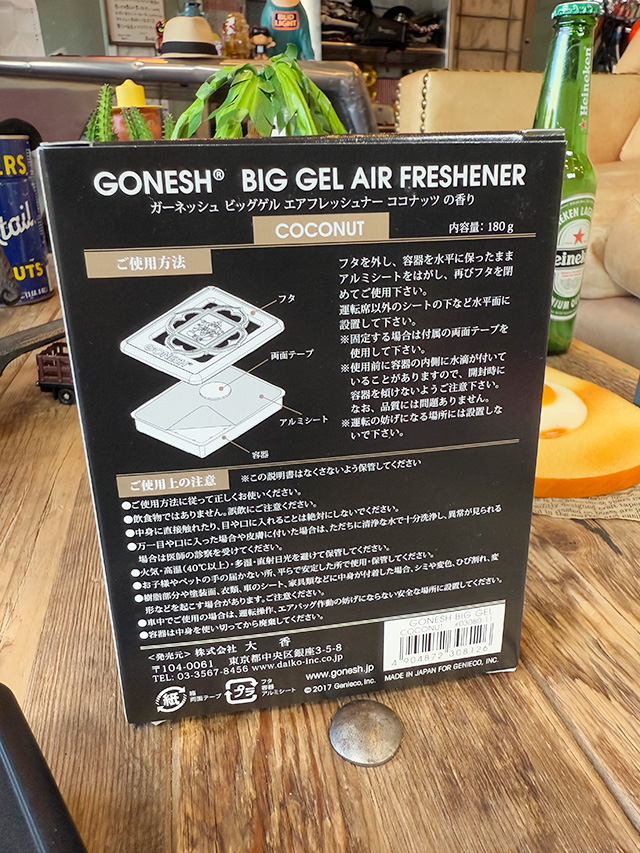 BUD
LIGHT
Heineken
GONESH® BIG GEL AIR FRESHENER
ガーネッシュ ビッグゲル エアフレッシュナー ココナッツ の香り
COCONUT
内容量：180g
ご使用方法
フタ
GONESH
両面テープ
アルミシート
容器
フタを外し、容器を水平に保ったまま
アルミシートをはがし、再びフタを閉
めてご使用下さい。
運転席以外のシートの下など水平面に
設置して下さい。
※固定する場合は付属の両面テープを
使用して下さい。
※使用前に容器の内側に水滴が付いて
いることがありますので、開封時に
容器を傾けないようご注意下さい。
なお、品質には問題ありません。
※運転の妨げになる場所には設置しな
いで下さい。
ご使用上の注意
※この説明書はなくさないよう保管してください
●ご使用方法に従って正しくお使いください。
●飲食物ではありません。誤飲にご注意ください。
●中身に直接触れたり、目や口に入れることは絶対にしないでください。
●万一目や口に入った場合や皮膚に付いた場合は、ただちに清浄な水で十分洗浄し、異常が見られる
場合は医師の診察を受けてください。
●火気・高温(40℃以上)・多湿・直射日光を避けて保管してください。
●お子様やペットの手の届かない所、平らで安定した所で使用・保管してください。
●樹脂部分や塗装面、衣類、車のシート、家具類などに中身が付着した場合、シミや変色、ひび割れ、変
形などを起こす場合があります。ご注意ください。
●車中でご使用の場合は、運転操作、エアバッグ作動の妨げにならない安全な場所に設置してください。
●容器は中身を使い切ってから廃棄してください。
＜発売元＞ 株式会社 大 香
〒104-0061 東京都中央区銀座3-5-8
TEL: 03-3567-8456 www.daiko-inc.co.jp
www.gonesh.jp
© 2017 Genieco, Inc.
紙
箱
両面テープ
プラ
フタ
容器
アルミシート
GONESH BIG GEL
COCONUT
4 904872 308126
MADE IN JAPAN FOR GENIECO, INC.